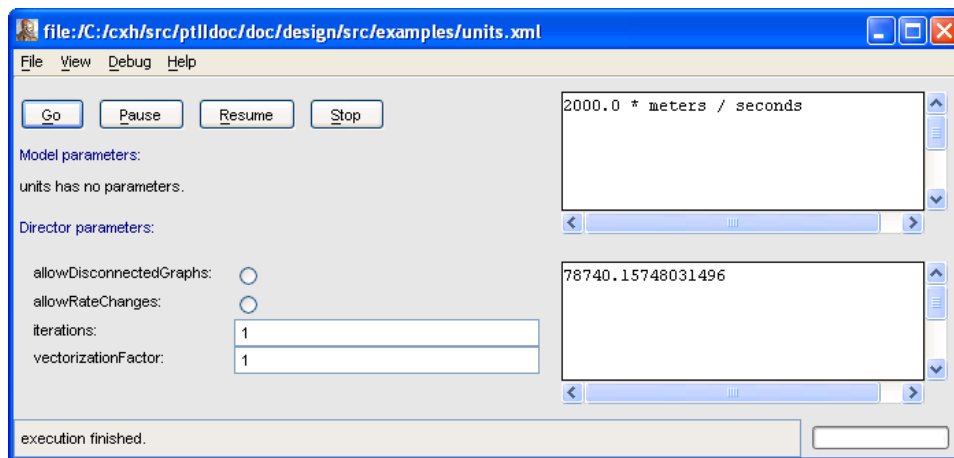 file:/C:/cxh/src/ptIIdoc/doc/design/src/examples/units.xml
File View Debug Help
Go Pause Resume Stop
Model parameters:
units has no parameters.
Director parameters:
allowDisconnectedGraphs:
allowRateChanges:
iterations: 1
vectorizationFactor: 1
2000.0 * meters / seconds
78740.15748031496
execution finished.